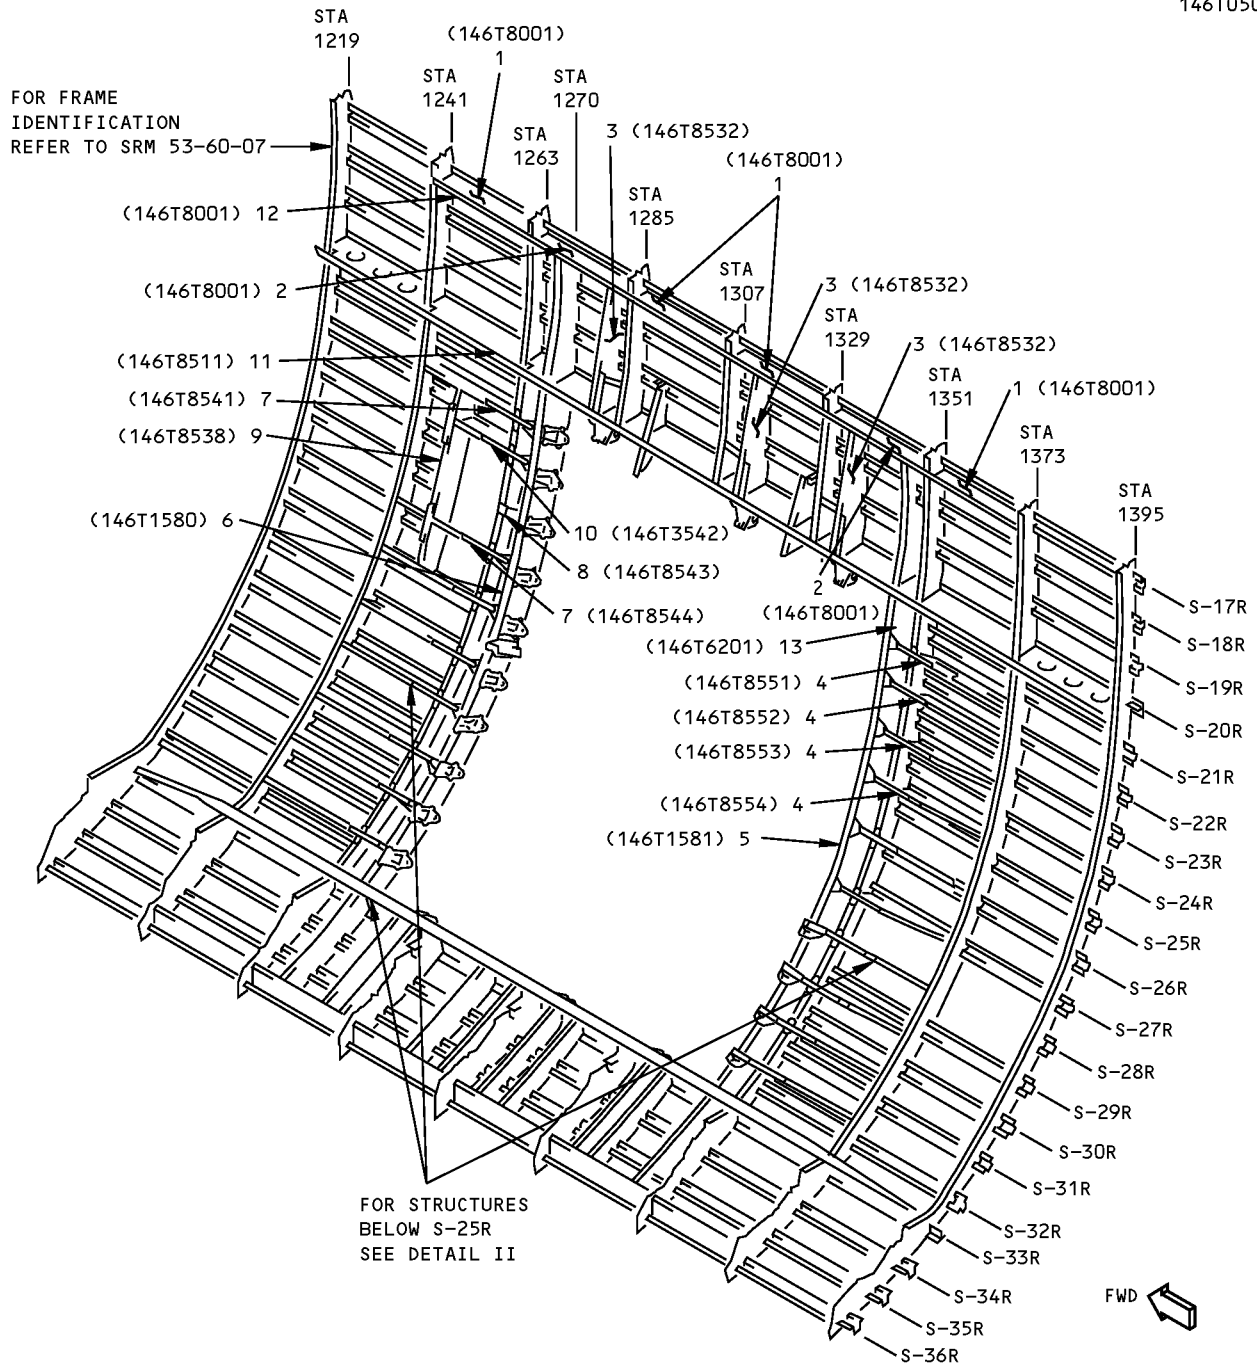 146T050
STA
1219
(146T8001)
1
STA
1241
STA
1270
FOR FRAME
IDENTIFICATION
REFER TO SRM 53-60-07
STA
1263
3 (146T8532)
(146T8001)
1
STA
1285
(146T8001) 12
STA
1307
(146T8001) 2
3 (146T8532)
STA
1329
3 (146T8532)
(146T8511) 11
STA
1351
1 (146T8001)
(146T8541) 7
(146T8538) 9
STA
1373
STA
1395
(146T1580) 6
10 (146T3542)
8 (146T8543)
2
(146T8001)
7 (146T8544)
S-17R
(146T6201) 13
S-18R
(146T8551) 4
S-19R
(146T8552) 4
S-20R
(146T8553) 4
S-21R
(146T8554) 4
S-22R
(146T1581) 5
S-23R
S-24R
S-25R
S-26R
S-27R
S-28R
S-29R
S-30R
S-31R
FOR STRUCTURES
BELOW S-25R
SEE DETAIL II
S-32R
S-33R
S-34R
FWD
S-35R
S-36R